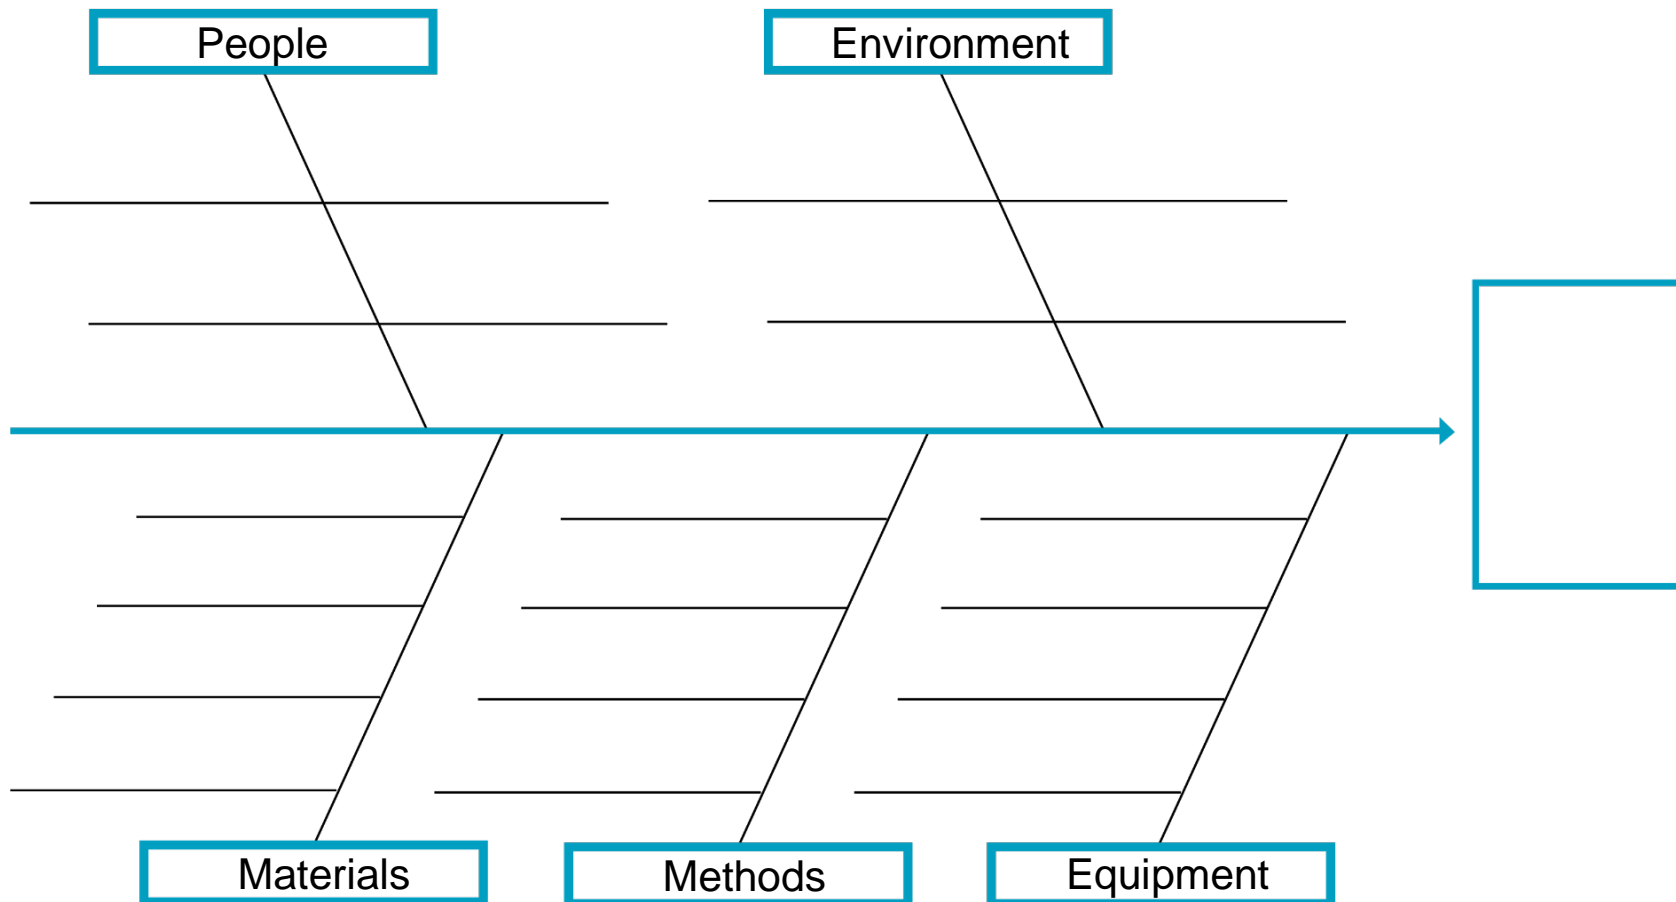 People
Environment
Materials
Methods
Equipment